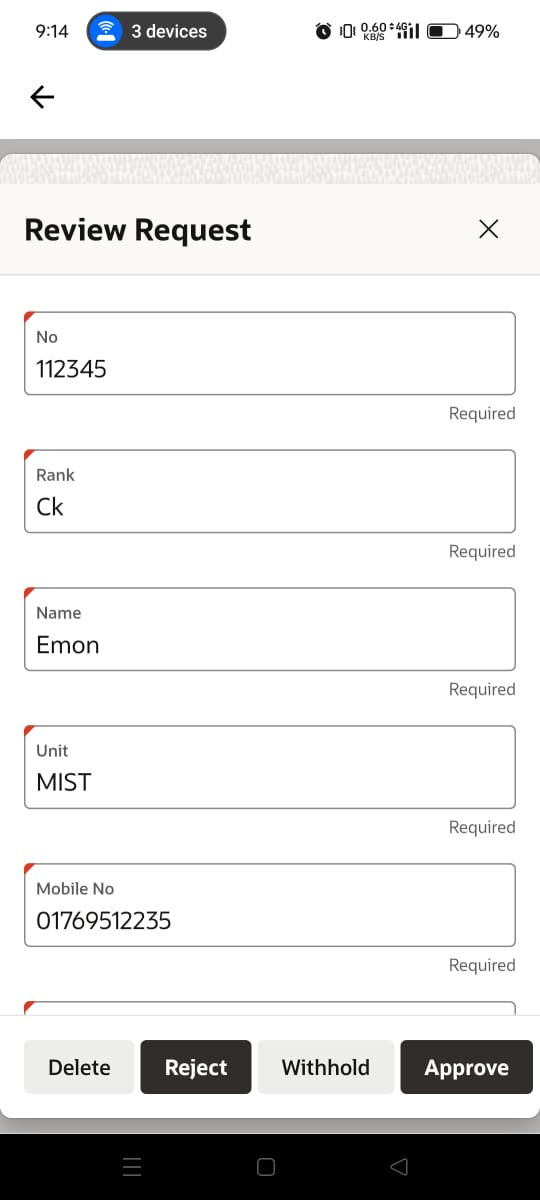 9:14
3 devices
0.60 KB/S
4G+
49%
Review Request
No
112345
Required
Rank
Ck
Required
Name
Emon
Required
Unit
MIST
Required
Mobile No
01769512235
Required
Delete
Reject
Withhold
Approve